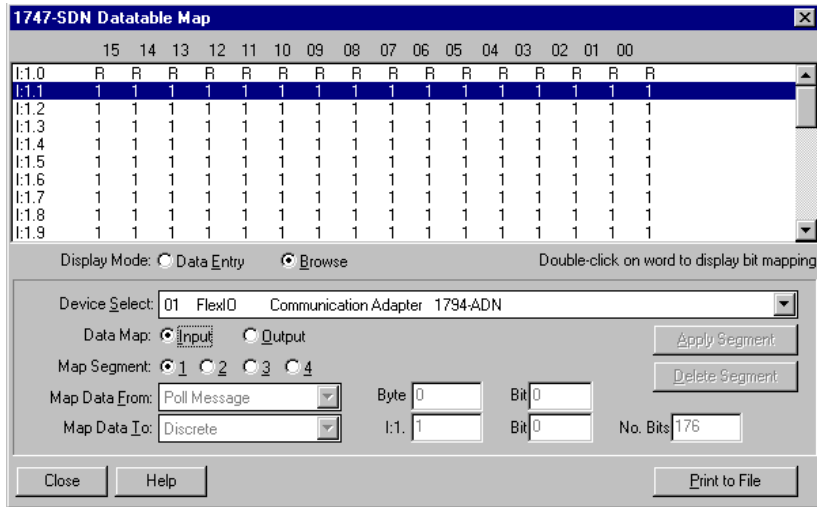 1747-SDN Datatable Map
15 14 13 12 11 10 09 08 07 06 05 04 03 02 01 00
I:1.0 R R R R R R R R R R R R R R R R
I:1.1 1 1 1 1 1 1 1 1 1 1 1 1 1 1 1 1
I:1.2 1 1 1 1 1 1 1 1 1 1 1 1 1 1 1 1
I:1.3 1 1 1 1 1 1 1 1 1 1 1 1 1 1 1 1
I:1.4 1 1 1 1 1 1 1 1 1 1 1 1 1 1 1 1
I:1.5 1 1 1 1 1 1 1 1 1 1 1 1 1 1 1 1
I:1.6 1 1 1 1 1 1 1 1 1 1 1 1 1 1 1 1
I:1.7 1 1 1 1 1 1 1 1 1 1 1 1 1 1 1 1
I:1.8 1 1 1 1 1 1 1 1 1 1 1 1 1 1 1 1
I:1.9 1 1 1 1 1 1 1 1 1 1 1 1 1 1 1 1
Display Mode: Data Entry Browse Double-click on word to display bit mapping
Device Select: 01 FlexIO Communication Adapter 1794-ADN
Data Map: Input Output Apply Segment
Map Segment: 1 2 3 4 Delete Segment
Map Data From: Poll Message Byte 0 Bit 0
Map Data To: Discrete I:1. 1 Bit 0 No. Bits 176
Close Help Print to File